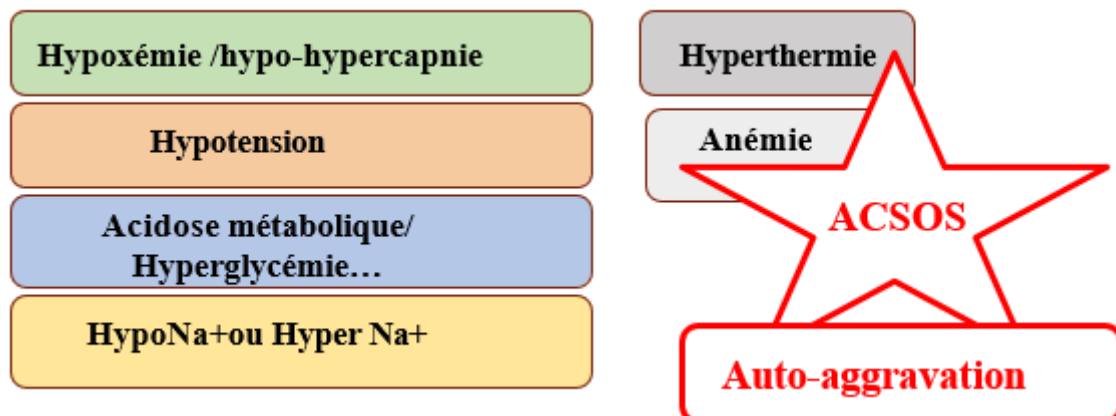 Hypoxémie /hypo-hypercapnie
Hypotension
Acidose métabolique/
Hyperglycémie…
HypoNa+ou Hyper Na+
Hyperthermie
Anémie
ACSOS
Auto-aggravation